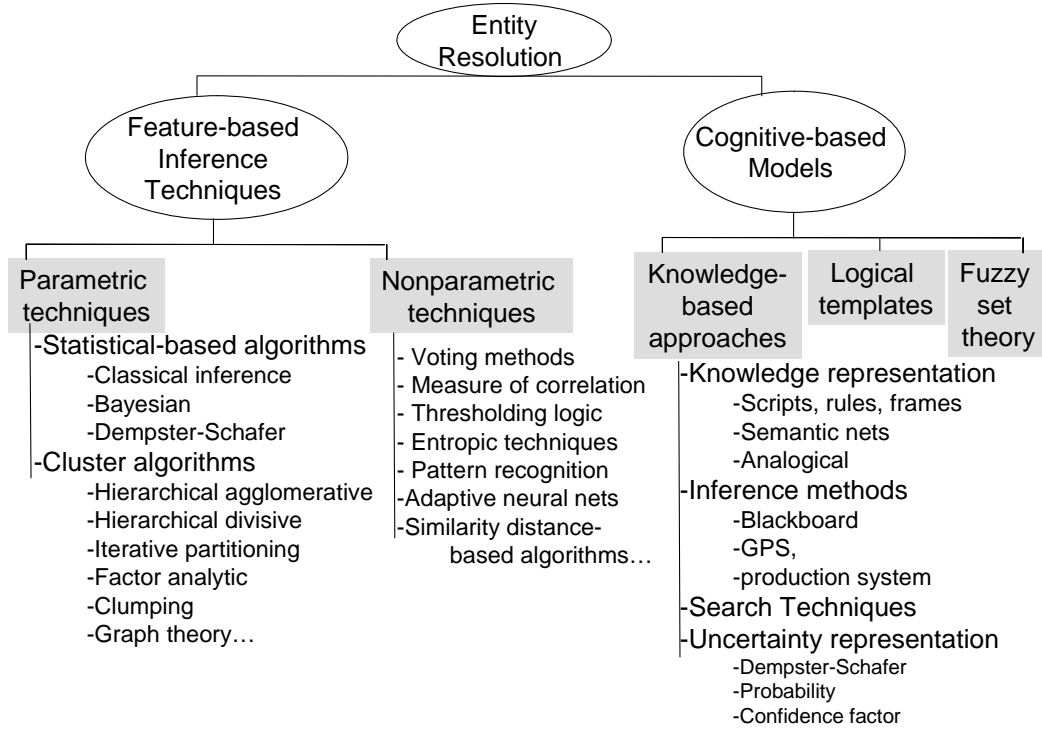 Entity
Resolution
Feature-based
Inference
Techniques
Cognitive-based
Models
Parametric
techniques
-Statistical-based algorithms
-Classical inference
-Bayesian
-Dempster-Schafer
-Cluster algorithms
-Hierarchical agglomerative
-Hierarchical divisive
-Iterative partitioning
-Factor analytic
-Clumping
-Graph theory…
Nonparametric
techniques
- Voting methods
- Measure of correlation
- Thresholding logic
- Entropic techniques
- Pattern recognition
-Adaptive neural nets
-Similarity distance-
based algorithms…
Knowledge-
based
approaches
-Knowledge representation
-Scripts, rules, frames
-Semantic nets
-Analogical
-Inference methods
-Blackboard
-GPS,
-production system
-Search Techniques
-Uncertainty representation
-Dempster-Schafer
-Probability
-Confidence factor
Logical
templates
Fuzzy
set
theory